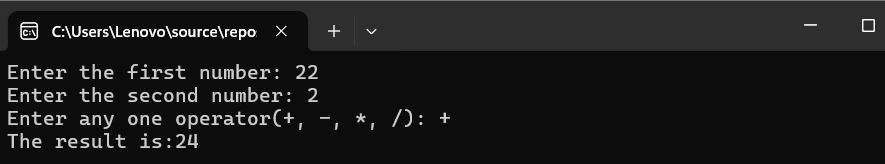 C:\Users\Lenovo\source\repo
Enter the first number: 22
Enter the second number: 2
Enter any one operator(+, -, *, /): +
The result is:24